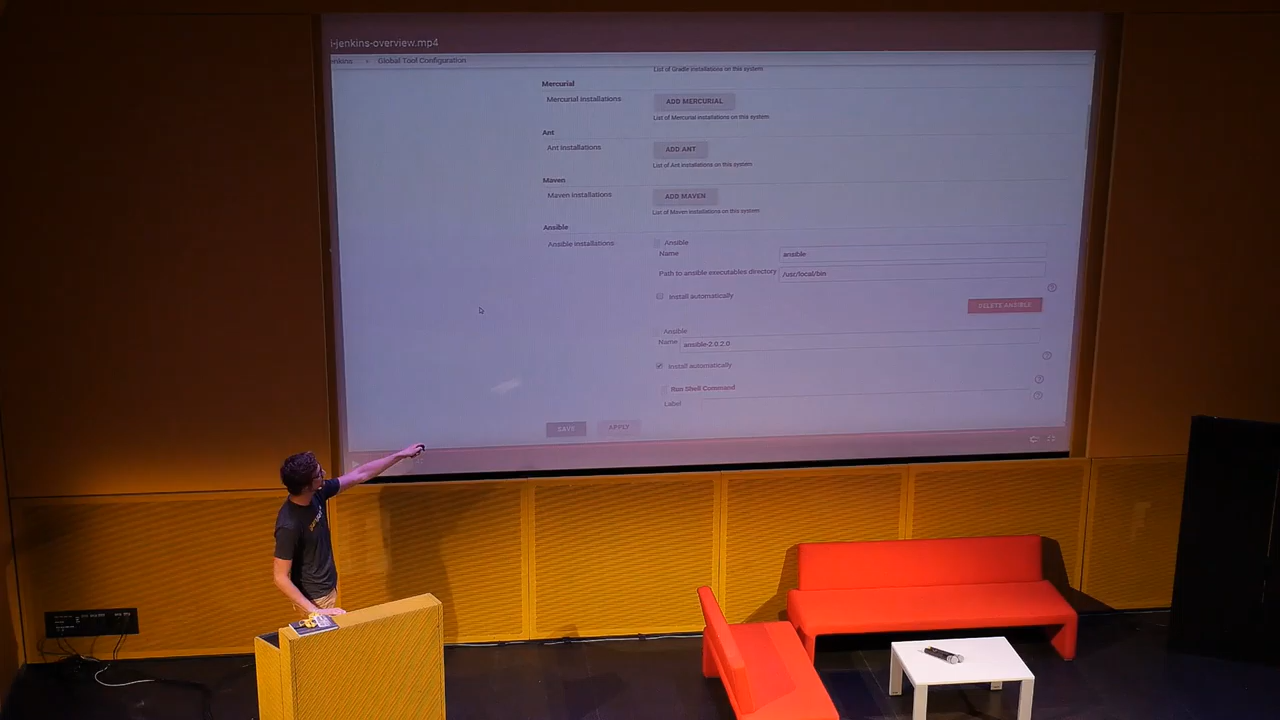 l-jenkins-overview.mp4
enkins > Global Tool Configuration
List of Gradle installations on this system
Mercurial
Mercurial installations ADD MERCURIAL
List of Mercurial installations on this system
Ant
Ant installations ADD ANT
List of Ant installations on this system
Maven
Maven installations ADD MAVEN
List of Maven installations on this system
Ansible
Ansible installations Ansible
Name ansible
Path to ansible executables directory /usr/local/bin
Install automatically
DELETE ANSIBLE
Ansible
Name ansible-2.0.2.0
Install automatically
Run Shell Command
Label
SAVE APPLY